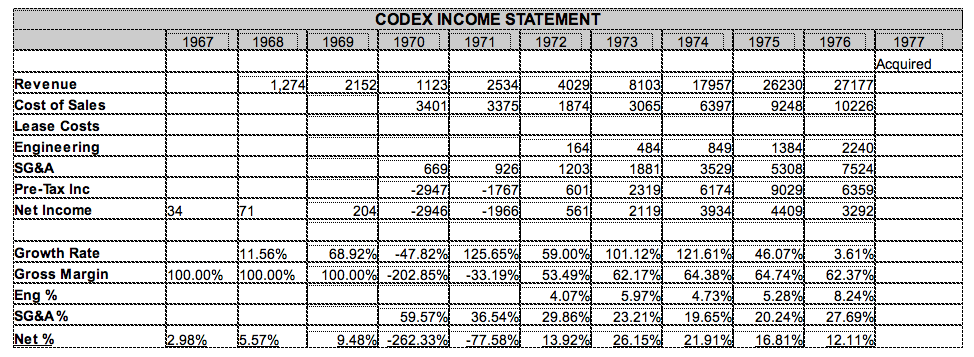 CODEX INCOME STATEMENT
1967 1968 1969 1970 1971 1972 1973 1974 1975 1976 1977
Acquired
Revenue 1,274 2152 1123 2534 4029 8103 17957 26230 27177
Cost of Sales 3401 3375 1874 3065 6397 9248 10226
Lease Costs
Engineering 164 484 849 1384 2240
SG&A 669 926 1203 1881 3529 5308 7524
Pre-Tax Inc -2947 -1767 601 2319 6174 9029 6359
Net Income 34 71 204 -2946 -1966 561 2119 3934 4409 3292
Growth Rate 11.56% 68.92% -47.82% 125.65% 59.00% 101.12% 121.61% 46.07% 3.61%
Gross Margin 100.00% 100.00% 100.00% -202.85% -33.19% 53.49% 62.17% 64.38% 64.74% 62.37%
Eng % 4.07% 5.97% 4.73% 5.28% 8.24%
SG&A % 59.57% 36.54% 29.86% 23.21% 19.65% 20.24% 27.69%
Net % 2.98% 5.57% 9.48% -262.33% -77.58% 13.92% 26.15% 21.91% 16.81% 12.11%